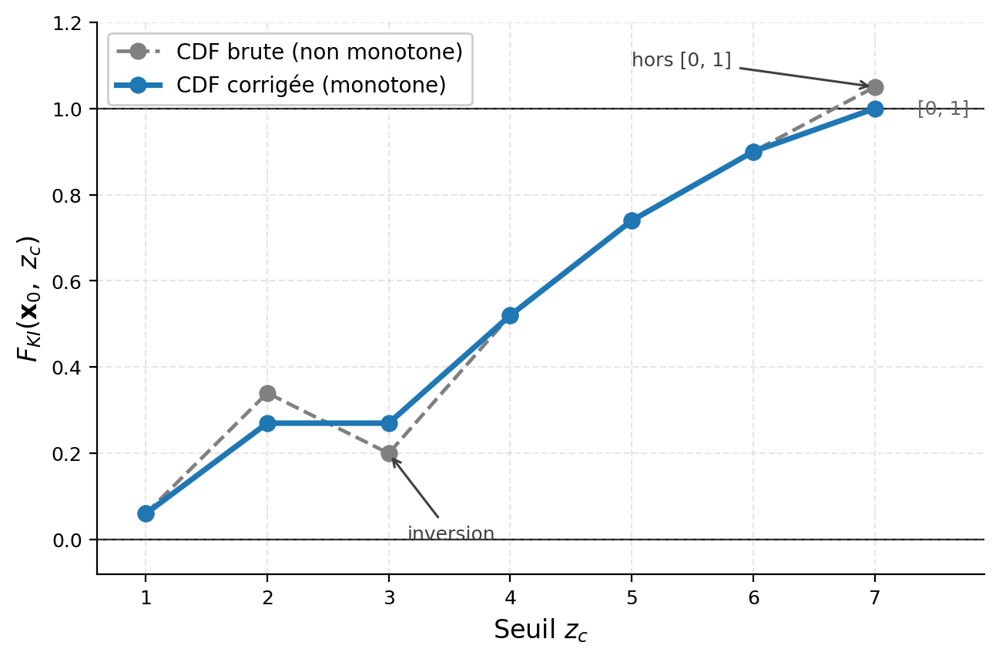 CDF brute (non monotone)
CDF corrigée (monotone)
hors [0, 1]
[0, 1]
inversion
1.2
1.0
0.8
0.6
0.4
0.2
0.0
F_{KI}(x_0, z_c)
1 2 3 4 5 6 7
Seuil z_c